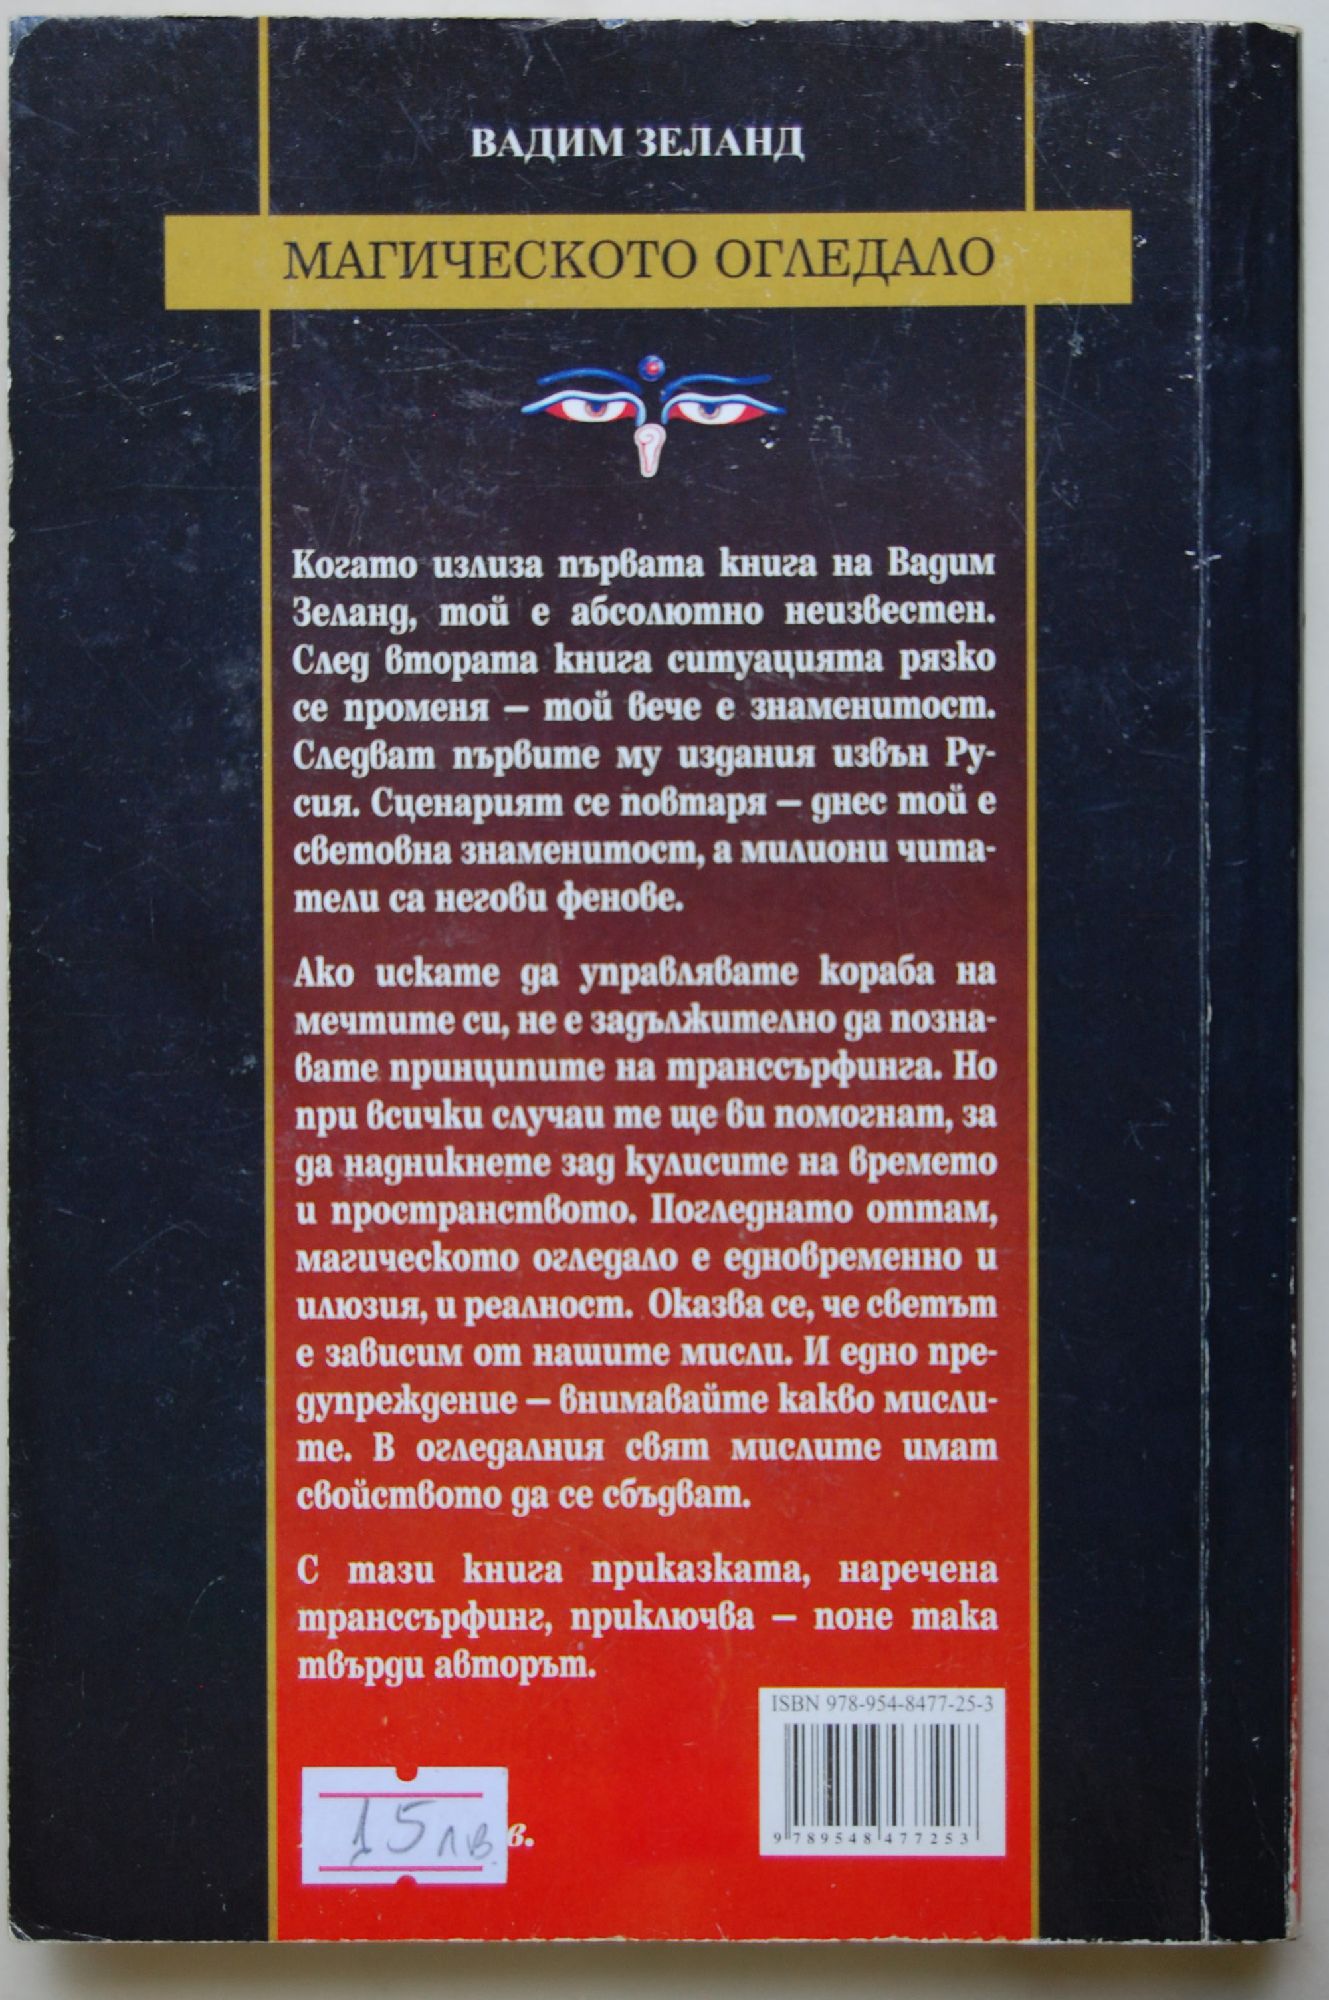 ВАДИМ ЗЕЛАНД
МАГИЧЕСКОТО ОГЛЕДАЛО
Когато излиза първата книга на Вадим
Зеланд, той е абсолютно неизвестен.
След втората книга ситуацията рязко
се променя – той вече е знаменитост.
Следват първите му издания извън Ру-
сия. Сценарият се повтаря – днес той е
световна знаменитост, а милиони чита-
тели са негови фенове.
Ако искате да управлявате кораба на
мечтите си, не е задължително да позна-
вате принципите на транссърфинга. Но
при всички случаи те ще ви помогнат, за
да надникнете зад кулисите на времето
и пространството. Погледнато оттам,
магическото огледало е едновременно и
илюзия, и реалност. Оказва се, че светът
е зависим от нашите мисли. И едно пре-
дупреждение – внимавайте какво мисли-
те. В огледалния свят мислите имат
свойството да се сбъдват.
С тази книга приказката, наречена
транссърфинг, приключва – поне така
твърди авторът.
ISBN 978-954-8477-25-3
9 789548 477253
15 лв.
в.